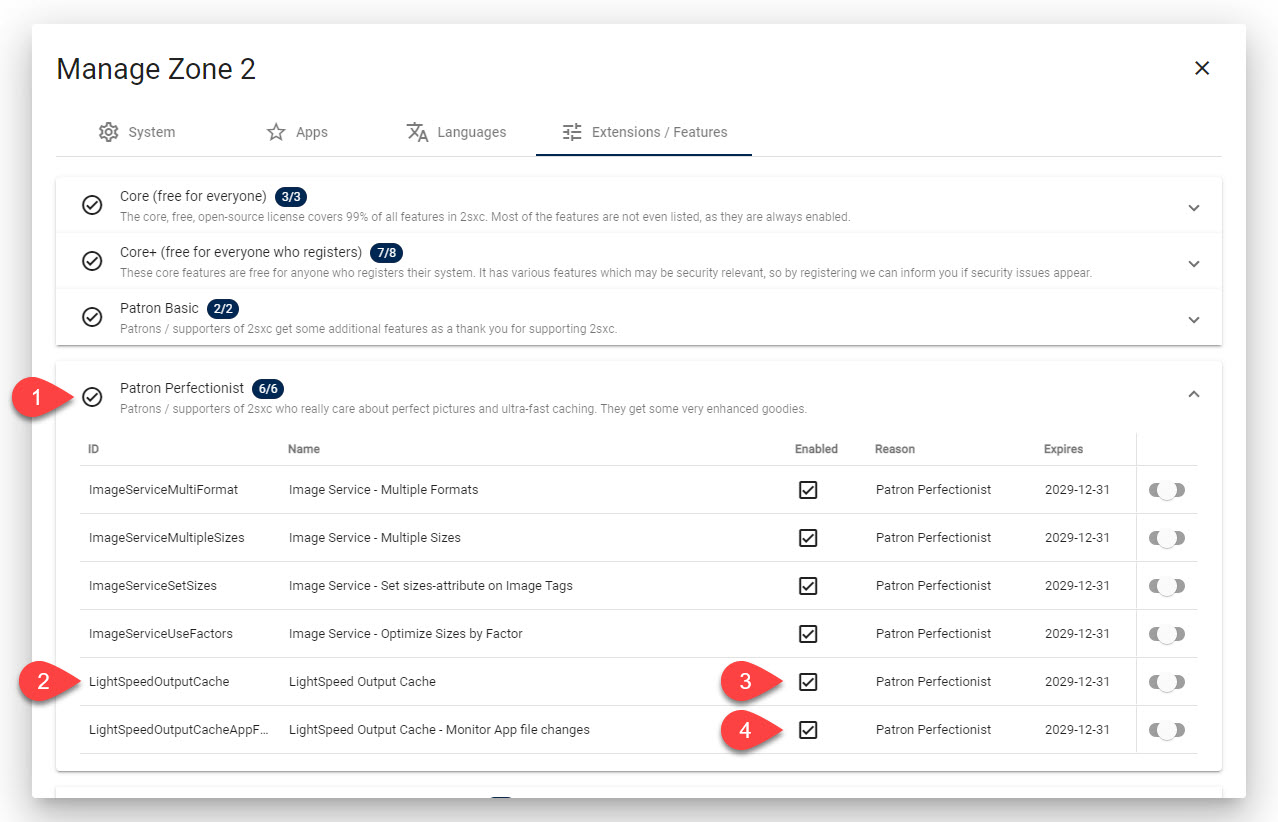 Manage Zone 2
System Apps Languages Extensions / Features
Core (free for everyone) 3/3
The core, free, open-source license covers 99% of all features in 2sxc. Most of the features are not even listed, as they are always enabled.
Core+ (free for everyone who registers) 7/8
These core features are free for anyone who registers their system. It has various features which may be security relevant, so by registering we can inform you if security issues appear.
Patron Basic 2/2
Patrons / supporters of 2sxc get some additional features as a thank you for supporting 2sxc.
1 Patron Perfectionist 6/6
Patrons / supporters of 2sxc who really care about perfect pictures and ultra-fast caching. They get some very enhanced goodies.
ID Name Enabled Reason Expires
ImageServiceMultiFormat Image Service - Multiple Formats Patron Perfectionist 2029-12-31
ImageServiceMultipleSizes Image Service - Multiple Sizes Patron Perfectionist 2029-12-31
ImageServiceSetSizes Image Service - Set sizes-attribute on Image Tags Patron Perfectionist 2029-12-31
ImageServiceUseFactors Image Service - Optimize Sizes by Factor Patron Perfectionist 2029-12-31
2 LightSpeedOutputCache LightSpeed Output Cache 3 Patron Perfectionist 2029-12-31
LightSpeedOutputCacheAppF... LightSpeed Output Cache - Monitor App file changes 4 Patron Perfectionist 2029-12-31